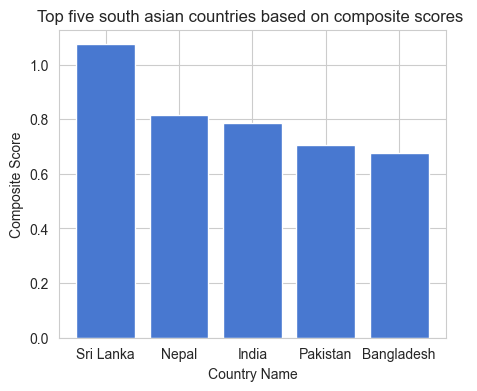 Top five south asian countries based on composite scores
1.0
0.8
0.6
0.4
0.2
0.0
Composite Score
Sri Lanka Nepal India Pakistan Bangladesh
Country Name